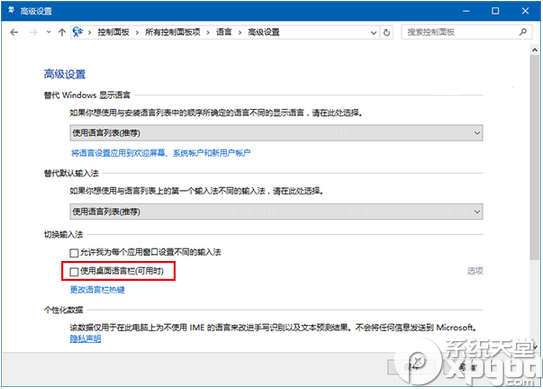 高级设置
控制面板 › 所有控制面板项 › 语言 › 高级设置
搜索控制面板
高级设置
替代 Windows 显示语言
如果你想使用与安装语言列表中的顺序所确定的语言不同的显示语言，请在此处选择。
使用语言列表(推荐)
将语言设置应用到欢迎屏幕、系统帐户和新用户帐户
替代默认输入法
如果你想使用与语言列表上的第一个输入法不同的输入法，请在此处选择。
使用语言列表(推荐)
切换输入法
允许我为每个应用窗口设置不同的输入法
使用桌面语言栏(可用时)
选项
更改语言栏热键
个性化数据
该数据仅用于在此电脑上为不使用 IME 的语言来改进手写识别以及文本预测结果。不会将任何信息发送到 Microsoft。
隐私声明
系统天堂